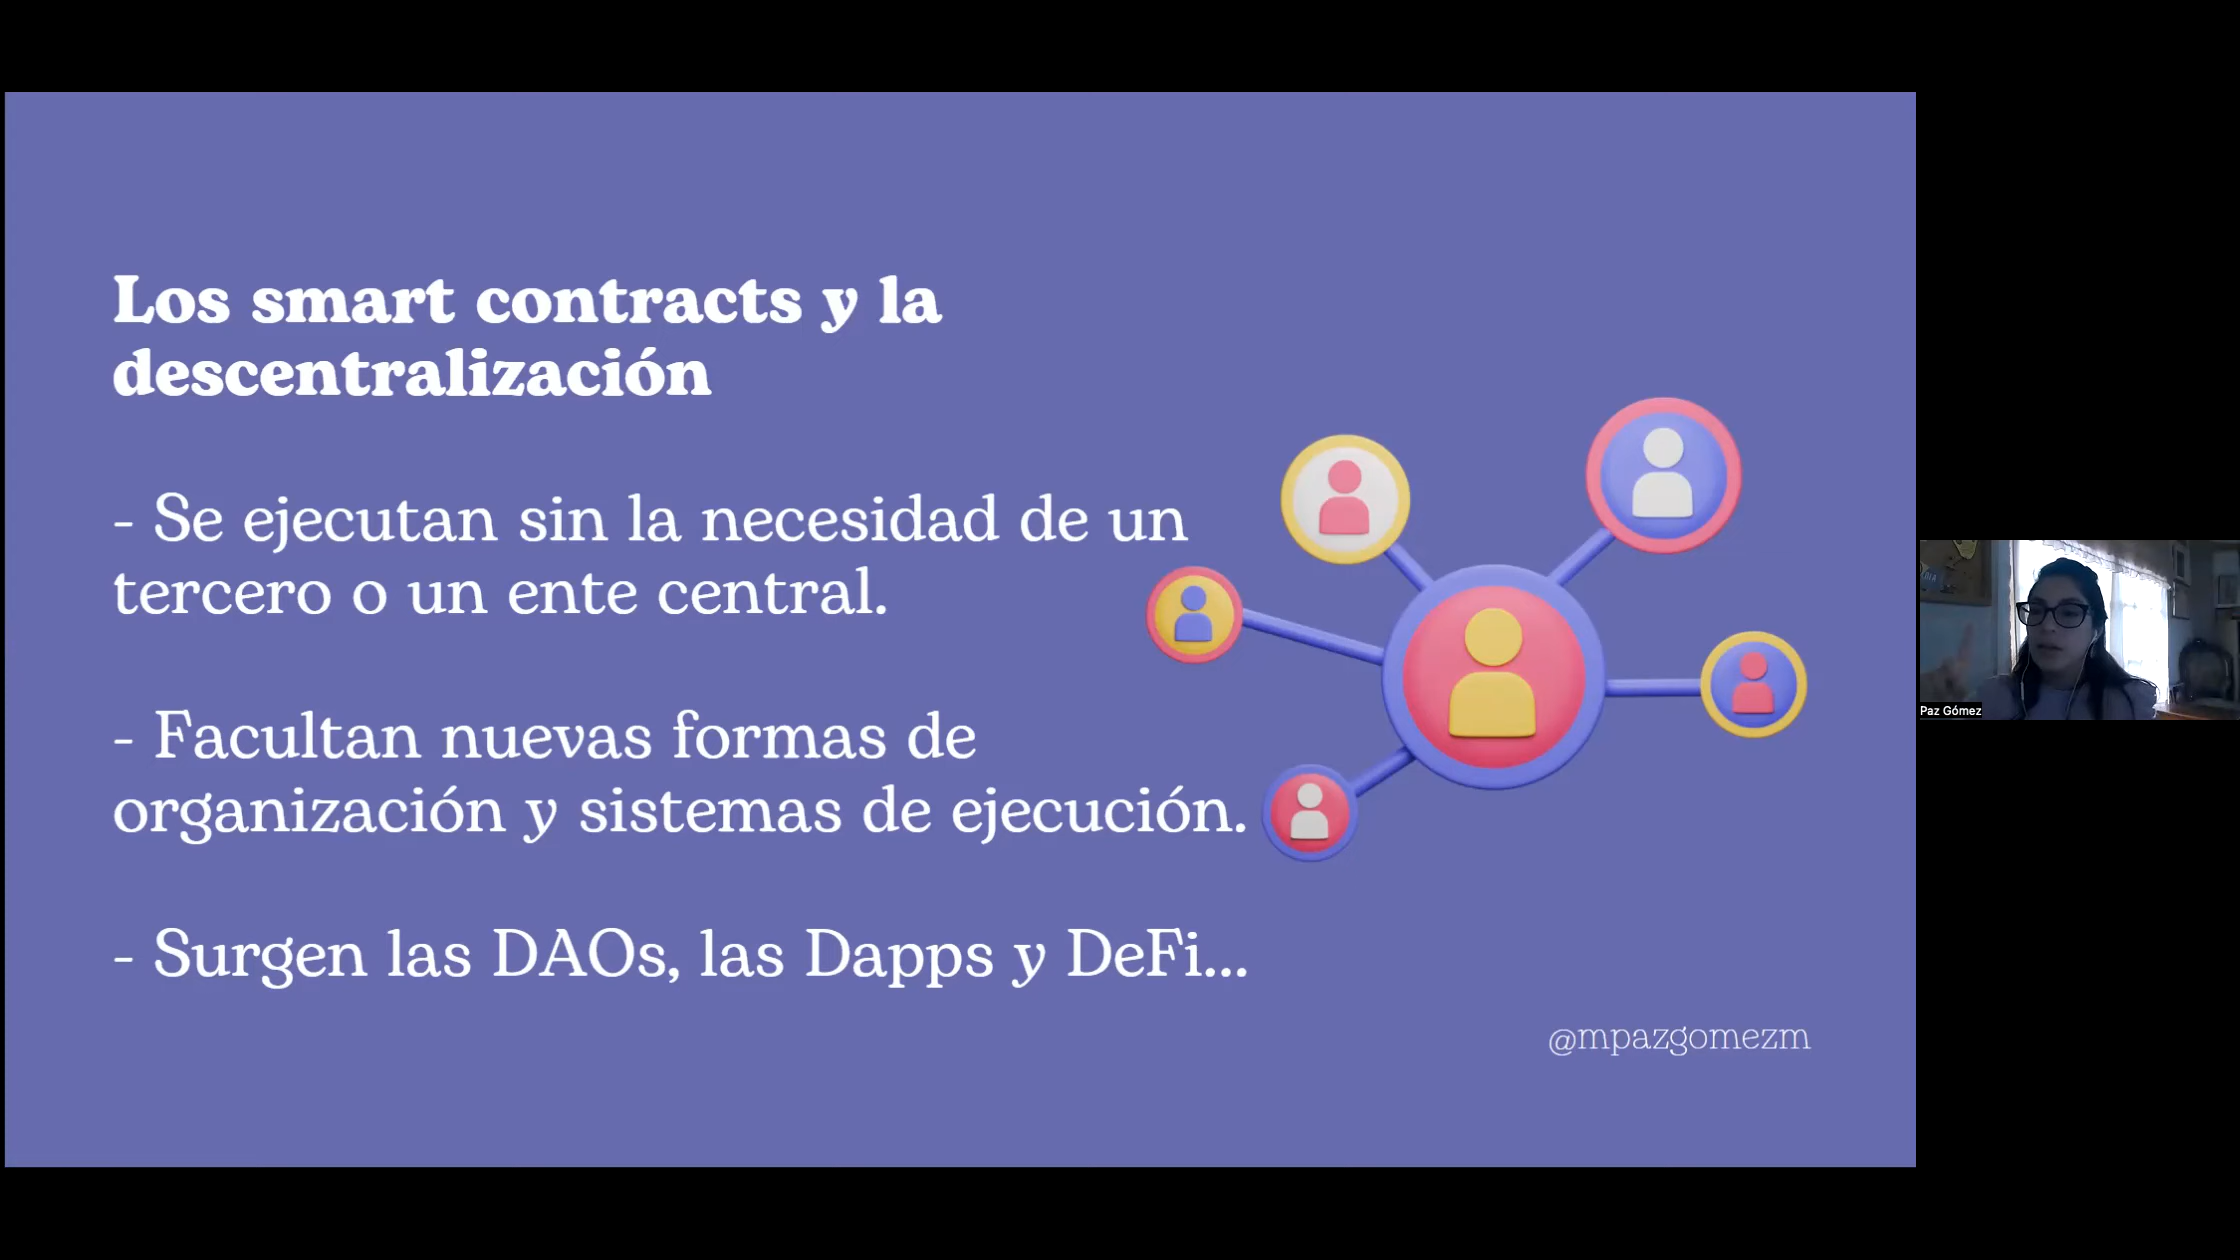 Los smart contracts y la
descentralización
- Se ejecutan sin la necesidad de un
tercero o un ente central.
- Facultan nuevas formas de
organización y sistemas de ejecución.
- Surgen las DAOs, las Dapps y DeFi...
@mpazgomezm
Paz Gómez